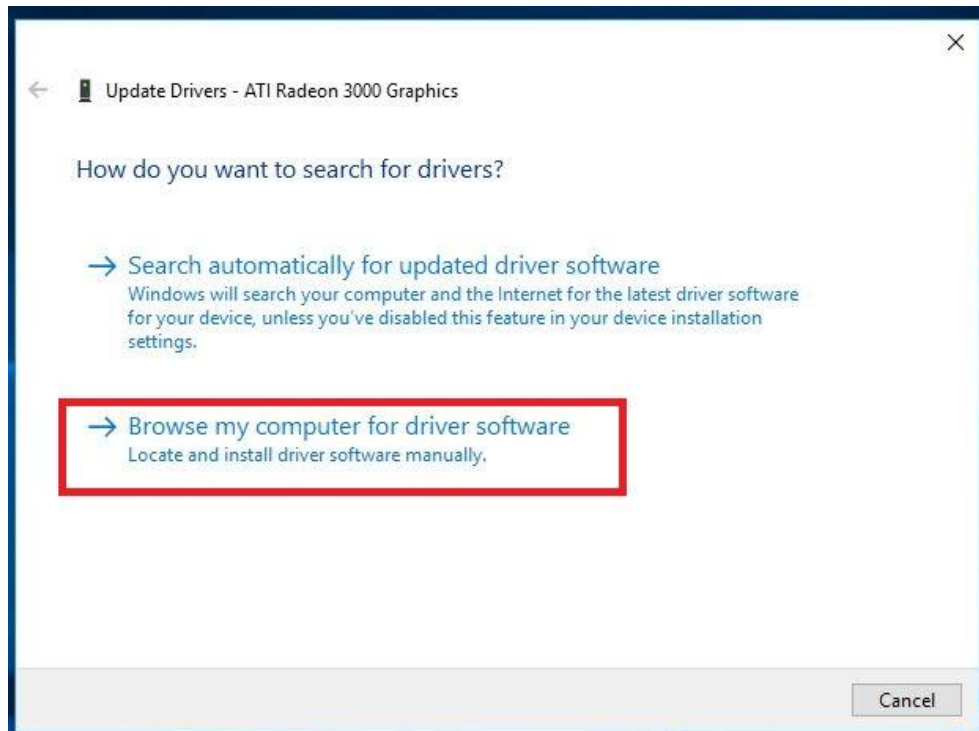 Update Drivers - ATI Radeon 3000 Graphics
How do you want to search for drivers?
Search automatically for updated driver software
Windows will search your computer and the Internet for the latest driver software
for your device, unless you've disabled this feature in your device installation
settings.
Browse my computer for driver software
Locate and install driver software manually.
Cancel